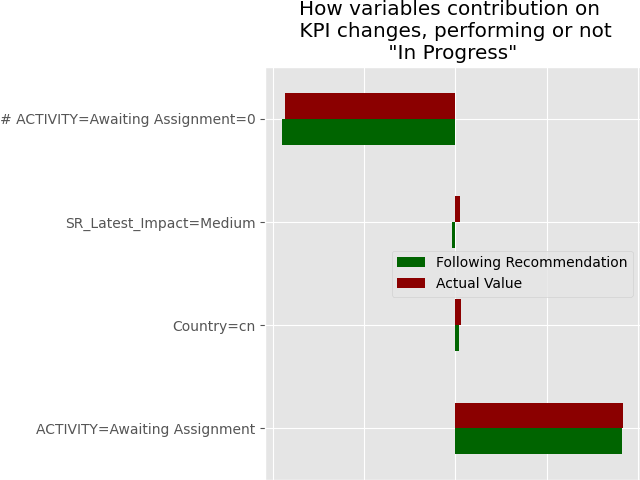 How variables contribution on
KPI changes, performing or not
"In Progress"
# ACTIVITY=Awaiting Assignment=0
SR_Latest_Impact=Medium
Following Recommendation
Actual Value
Country=cn
ACTIVITY=Awaiting Assignment